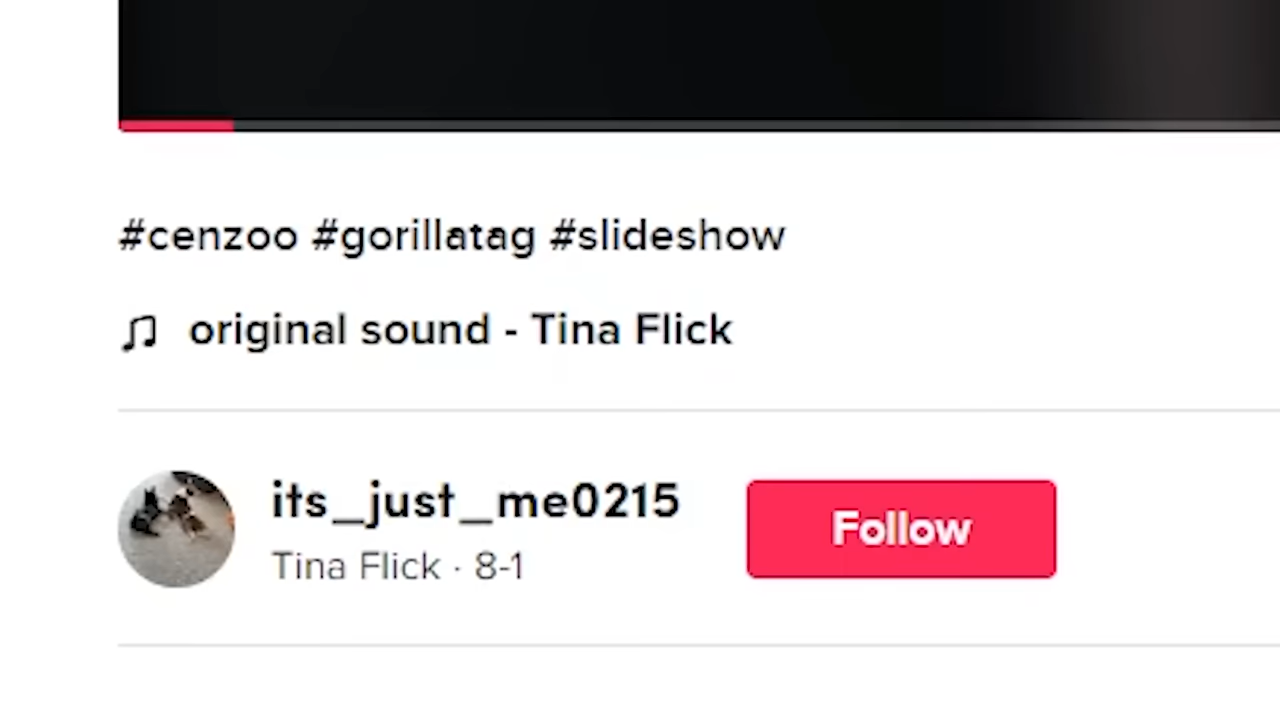 #cenzoo #gorillatag #slideshow
original sound - Tina Flick
its_just_me0215
Follow
Tina Flick · 8-1